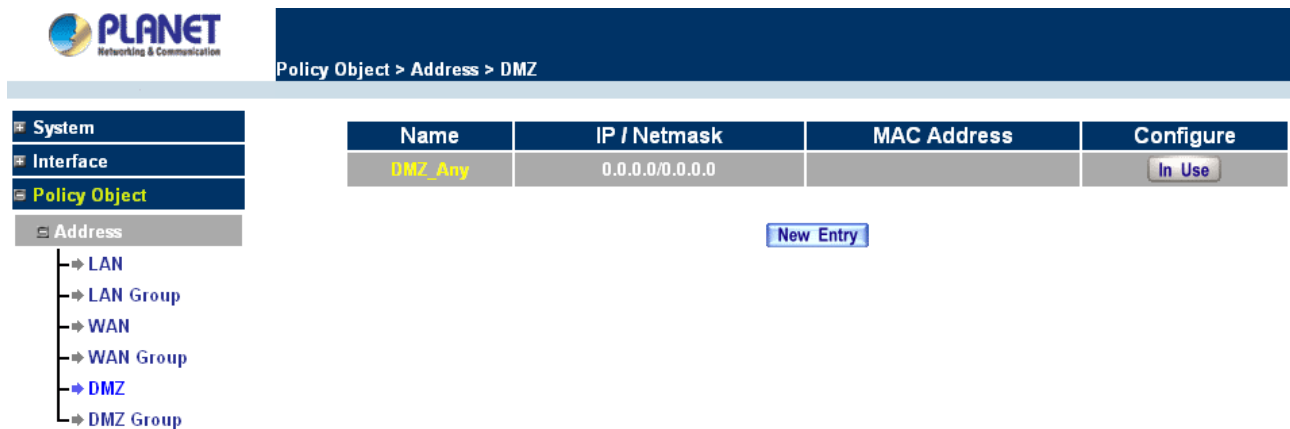 PLANET
Networking & Communication
Policy Object > Address > DMZ
System
Interface
Policy Object
Address
LAN
LAN Group
WAN
WAN Group
DMZ
DMZ Group
Name IP / Netmask MAC Address Configure
DMZ_Any 0.0.0.0/0.0.0.0 In Use
New Entry